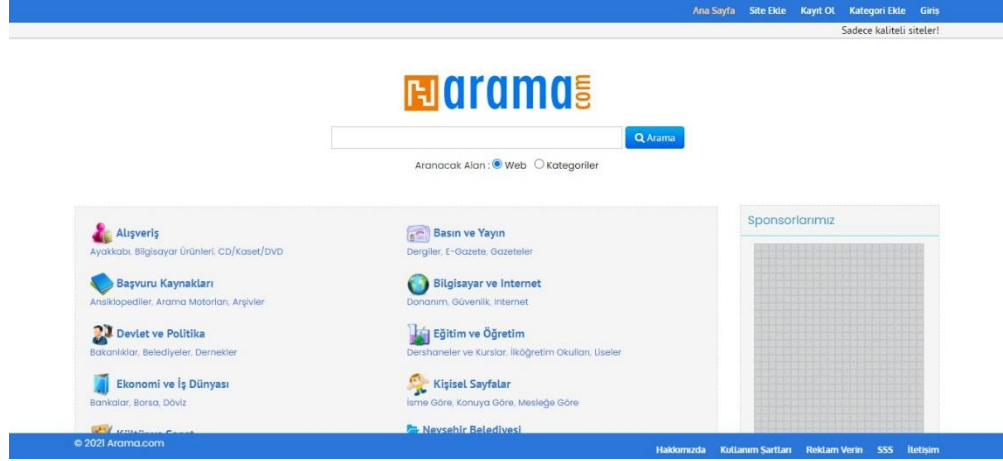 Ana Sayfa Site Ekle Kayıt Ol Kategori Ekle Giriş
Sadece kaliteli siteler!
arama com
Arama
Aranacak Alan : Web Kategoriler
Sponsorlarımız
Alışveriş
Ayakkabı, Bilgisayar Ürünleri, CD/Kaset/DVD
Basın ve Yayın
Dergiler, E-Gazete, Gazeteler
Başvuru Kaynakları
Ansiklopediler, Arama Motorları, Arşivler
Bilgisayar ve Internet
Donanım, Güvenlik, Internet
Devlet ve Politika
Bakanlıklar, Belediyeler, Dernekler
Eğitim ve Öğretim
Dershaneler ve Kurslar, İlköğretim Okulları, Liseler
Ekonomi ve İş Dünyası
Bankalar, Borsa, Döviz
Kişisel Sayfalar
İsme Göre, Konuya Göre, Mesleğe Göre
Nevşehir Belediyesi
© 2021 Arama.com
Hakkımızda Kullanım Şartları Reklam Verin SSS İletişim